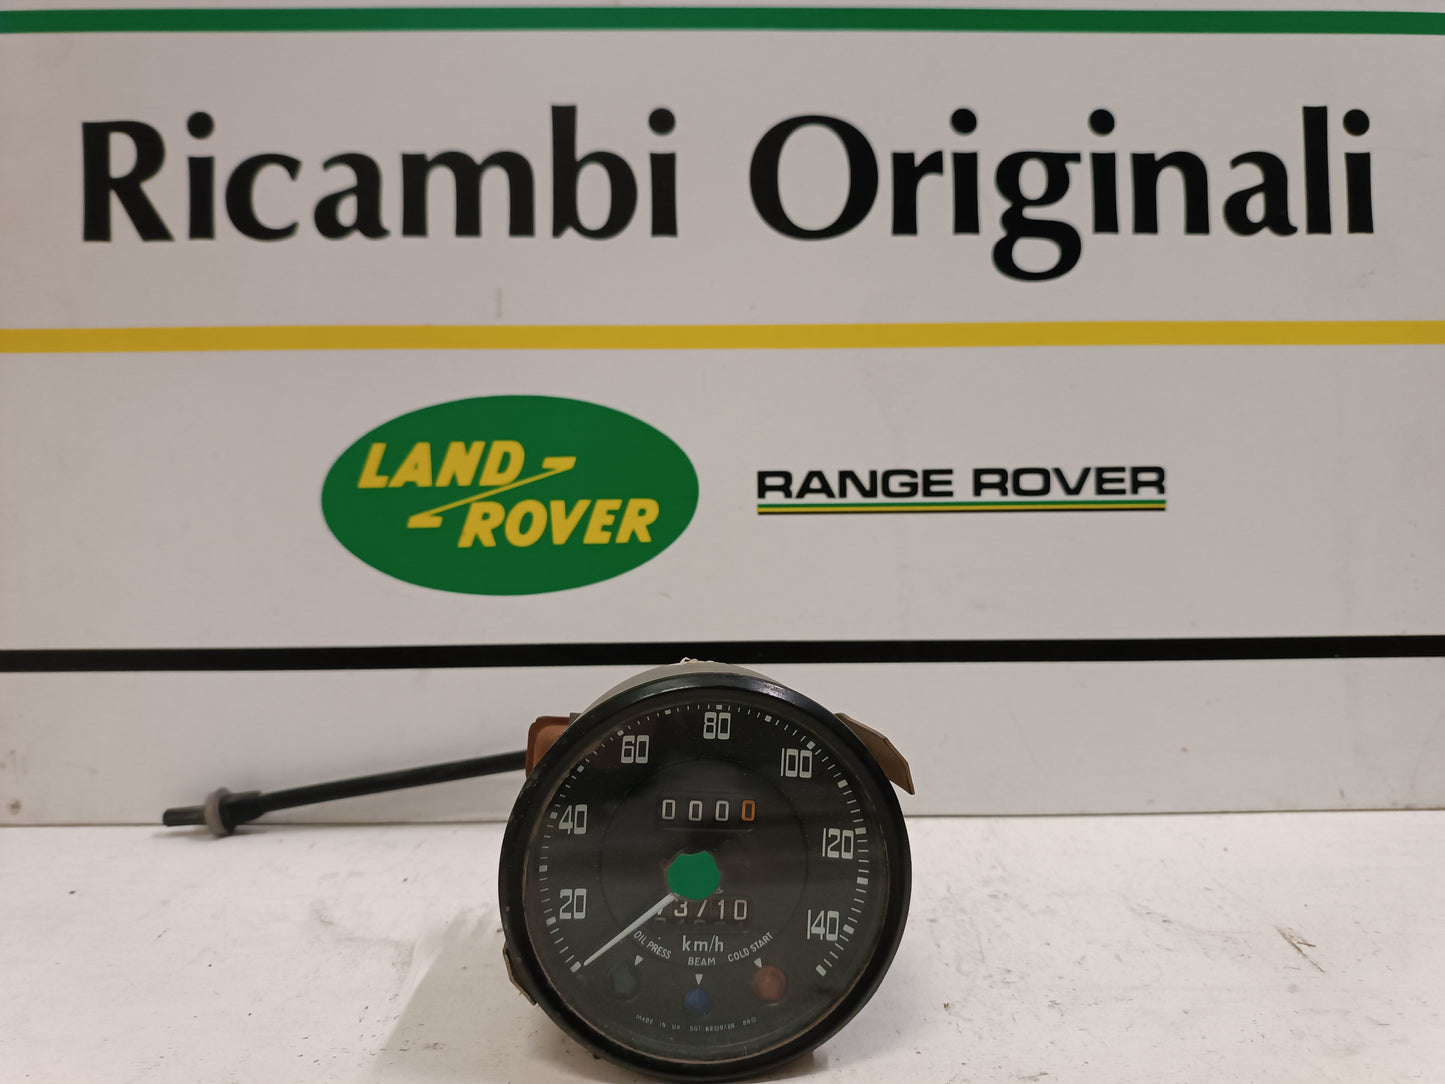 Ricambi Originali
LAND
ROVER
RANGE ROVER
80
60
100
0000
40
120
20
73710
140
km/h
OIL PRESS
BEAM
COLD START
MADE IN UK